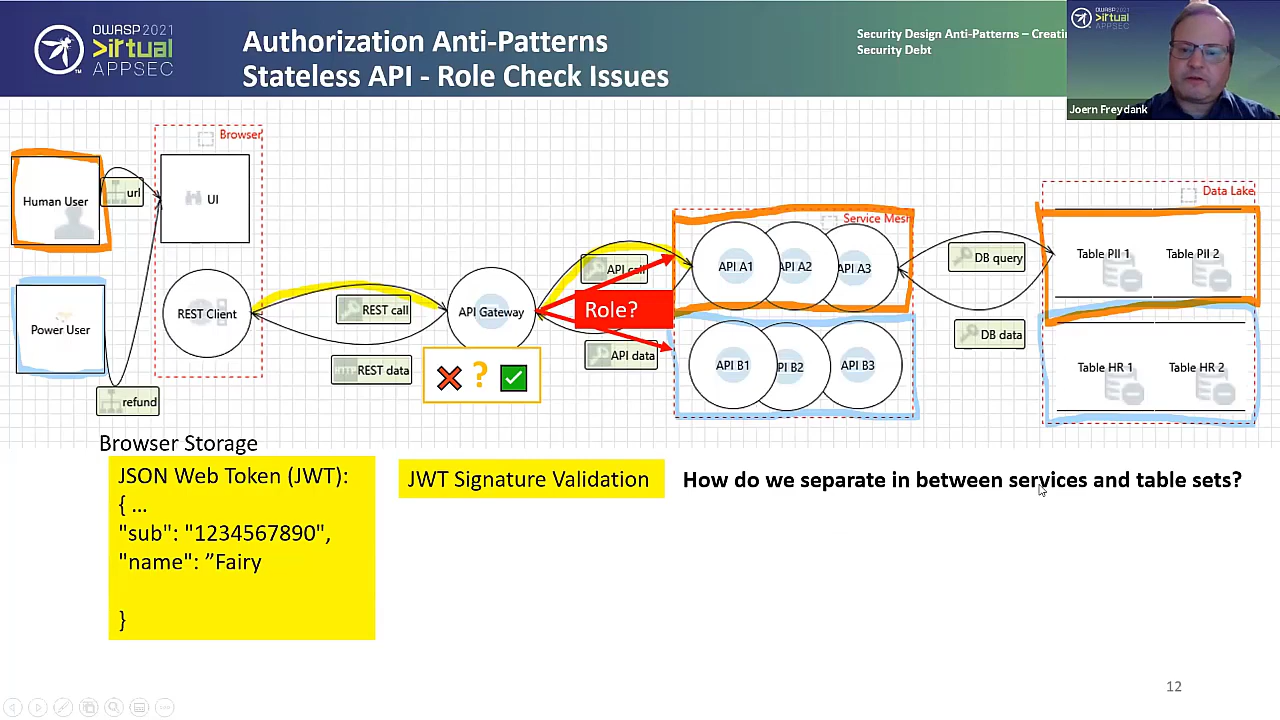 OWASP 2021
Virtual
APPSEC
Authorization Anti-Patterns
Stateless API - Role Check Issues
Security Design Anti-Patterns – Creatin
Security Debt
OWASP 2021
Virtual
APPSEC
Joern Freydank
Browser
Human User
url
UI
Power User
refund
REST Client
REST call
REST data
API Gateway
API call
Role?
API data
Service Mesh
API A1
API A2
API A3
API B1
API B2
API B3
DB query
DB data
Data Lake
Table PII 1
Table PII 2
Table HR 1
Table HR 2
Browser Storage
JSON Web Token (JWT):
{ ...
"sub": "1234567890",
"name": ”Fairy
}
JWT Signature Validation
How do we separate in between services and table sets?
12